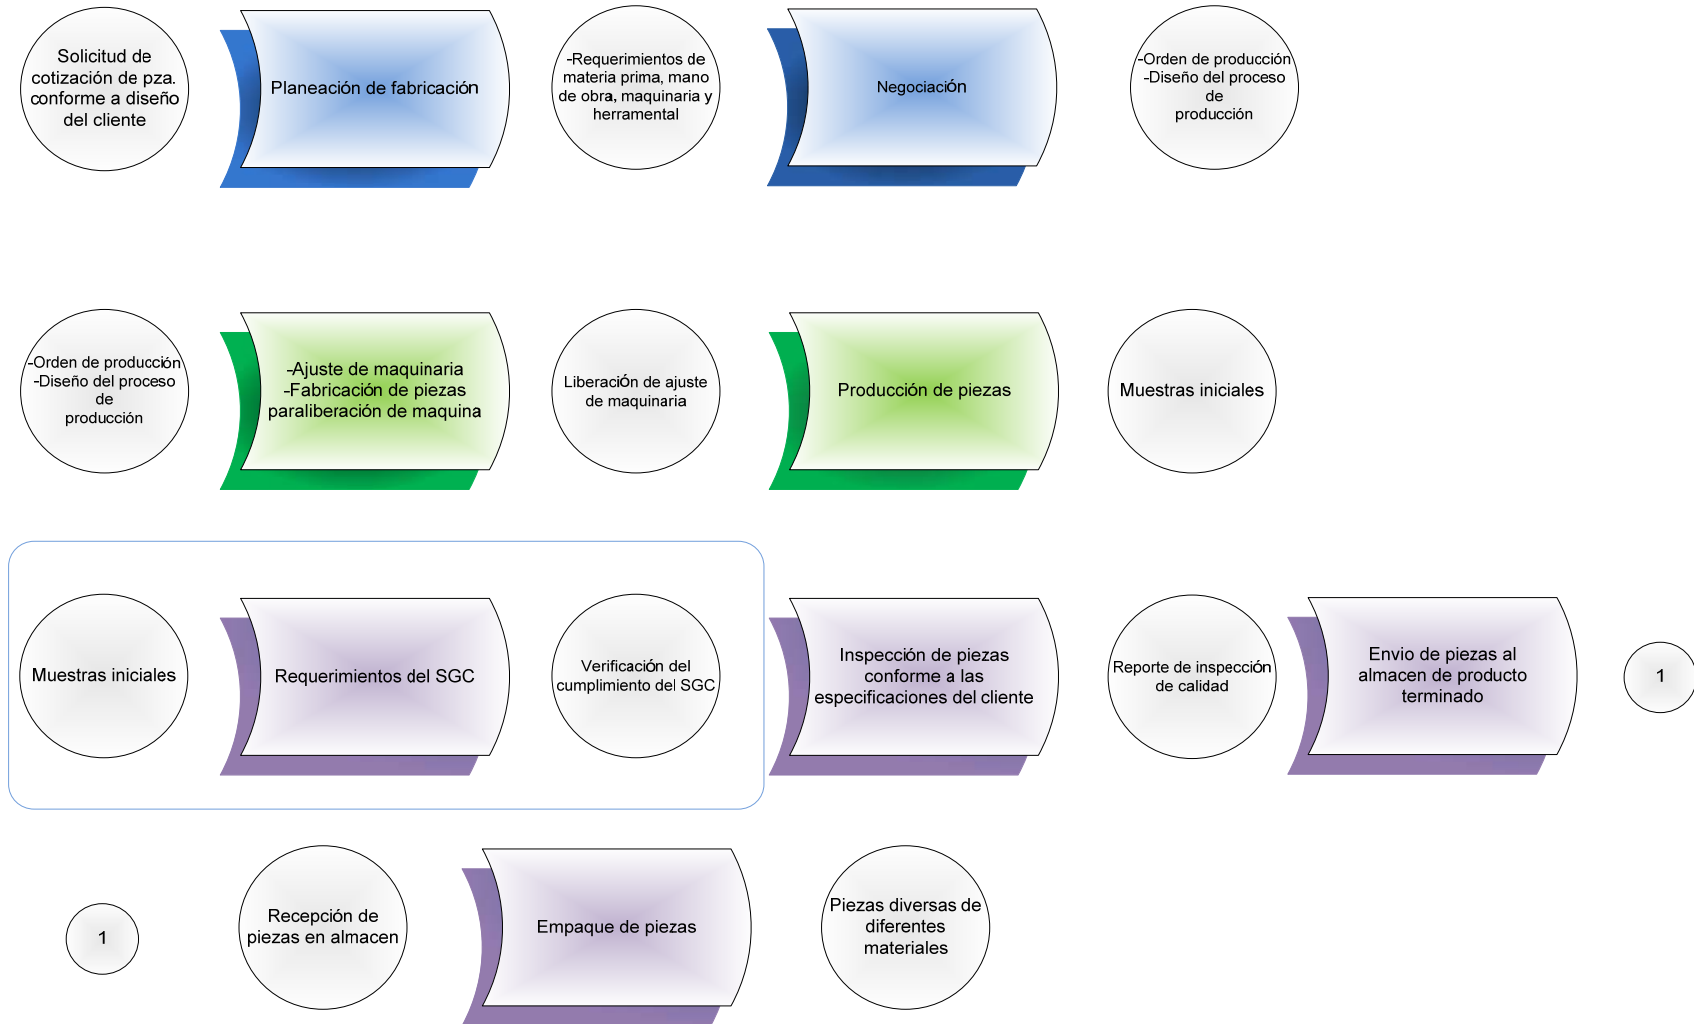 Solicitud de
cotización de pza.
conforme a diseño
del cliente
Planeación de fabricación
-Requerimientos de
materia prima, mano
de obra, maquinaria y
herramental
Negociación
-Orden de producción
-Diseño del proceso
de
producción
-Orden de producción
-Diseño del proceso
de
producción
-Ajuste de maquinaria
-Fabricación de piezas
paraliberación de maquina
Liberación de ajuste
de maquinaria
Producción de piezas
Muestras iniciales
Muestras iniciales
Requerimientos del SGC
Verificación del
cumplimiento del SGC
Inspección de piezas
conforme a las
especificaciones del cliente
Reporte de inspección
de calidad
Envio de piezas al
almacen de producto
terminado
1
1
Recepción de
piezas en almacen
Empaque de piezas
Piezas diversas de
diferentes
materiales